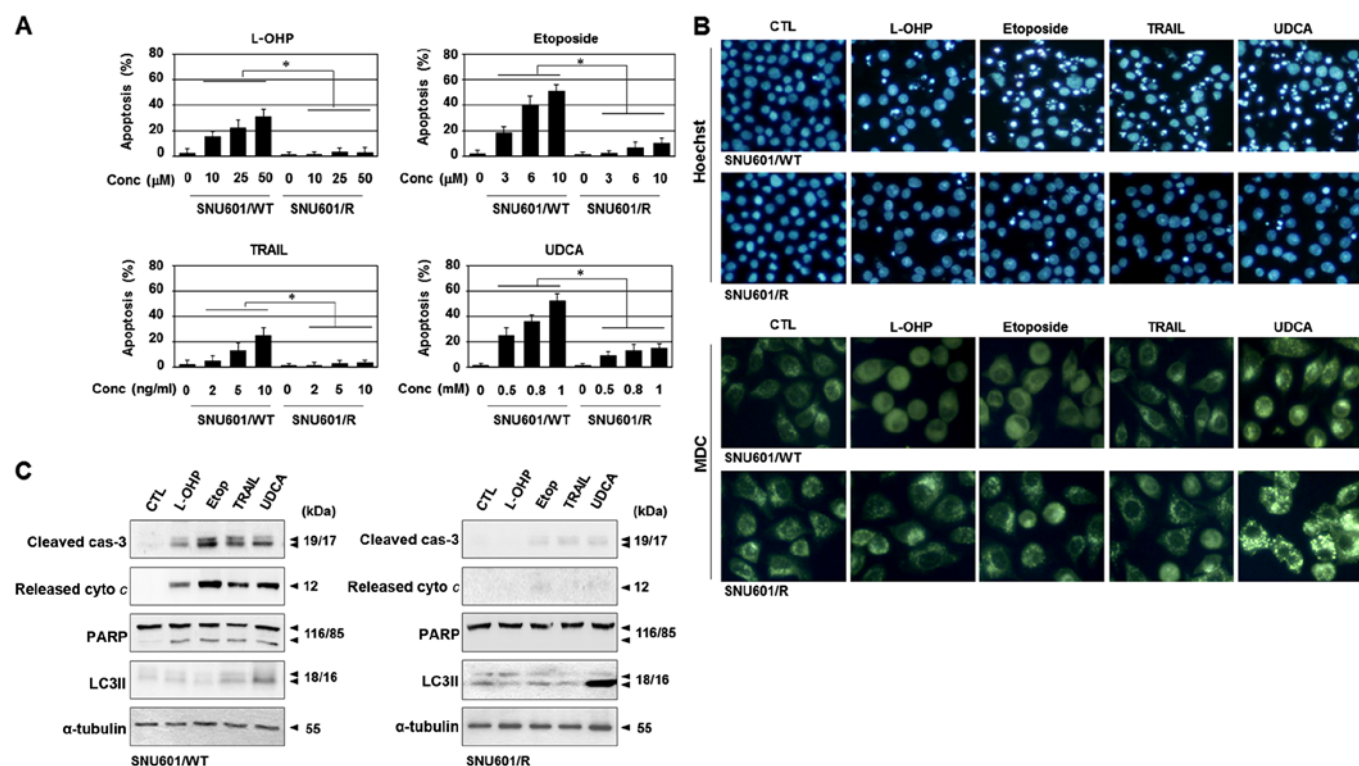 A
L-OHP
Apoptosis (%)
80
60
40
20
0
*
Conc (μM)
0 10 25 50 0 10 25 50
SNU601/WT SNU601/R
Etoposide
Apoptosis (%)
80
60
40
20
0
*
Conc (μM)
0 3 6 10 0 3 6 10
SNU601/WT SNU601/R
TRAIL
Apoptosis (%)
80
60
40
20
0
*
Conc (ng/ml)
0 2 5 10 0 2 5 10
SNU601/WT SNU601/R
UDCA
Apoptosis (%)
80
60
40
20
0
*
Conc (mM)
0 0.5 0.8 1 0 0.5 0.8 1
SNU601/WT SNU601/R
B
CTL L-OHP Etoposide TRAIL UDCA
Hoechst
SNU601/WT
SNU601/R
CTL L-OHP Etoposide TRAIL UDCA
MDC
SNU601/WT
SNU601/R
C
CTL L-OHP Etop TRAIL UDCA (kDa)
Cleaved cas-3 19/17
Released cyto c 12
PARP 116/85
LC3II 18/16
α-tubulin 55
SNU601/WT
CTL L-OHP Etop TRAIL UDCA (kDa)
Cleaved cas-3 19/17
Released cyto c 12
PARP 116/85
LC3II 18/16
α-tubulin 55
SNU601/R